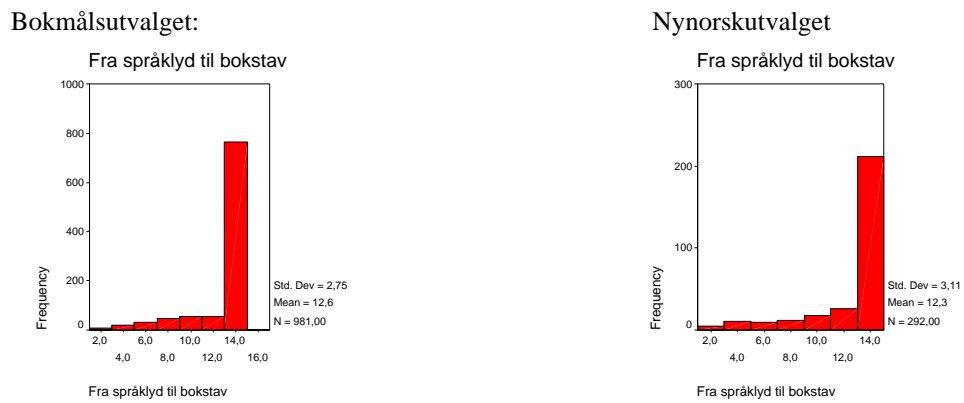 Bokmålsutvalget:
Fra språklyd til bokstav
1000
800
600
400
200
0
Frequency
2,0 6,0 10,0 14,0
4,0 8,0 12,0 16,0
Std. Dev = 2,75
Mean = 12,6
N = 981,00
Fra språklyd til bokstav
Nynorskutvalget
Fra språklyd til bokstav
300
200
100
0
Frequency
2,0 6,0 10,0 14,0
4,0 8,0 12,0
Std. Dev = 3,11
Mean = 12,3
N = 292,00
Fra språklyd til bokstav